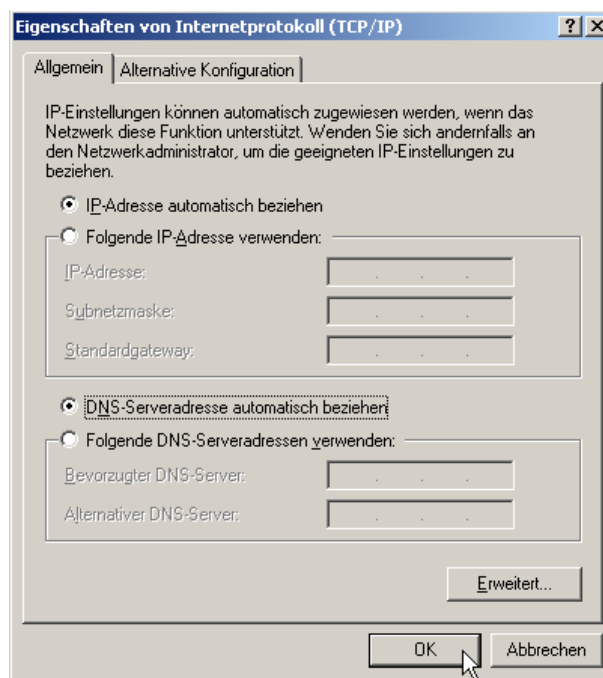 Eigenschaften von Internetprotokoll (TCP/IP)
Allgemein
Alternative Konfiguration
IP-Einstellungen können automatisch zugewiesen werden, wenn das
Netzwerk diese Funktion unterstützt. Wenden Sie sich andernfalls an
den Netzwerkadministrator, um die geeigneten IP-Einstellungen zu
beziehen.
IP-Adresse automatisch beziehen
Folgende IP-Adresse verwenden:
IP-Adresse:
Subnetzmaske:
Standardgateway:
DNS-Serveradresse automatisch beziehen
Folgende DNS-Serveradressen verwenden:
Bevorzugter DNS-Server:
Alternativer DNS-Server:
Erweitert...
OK
Abbrechen